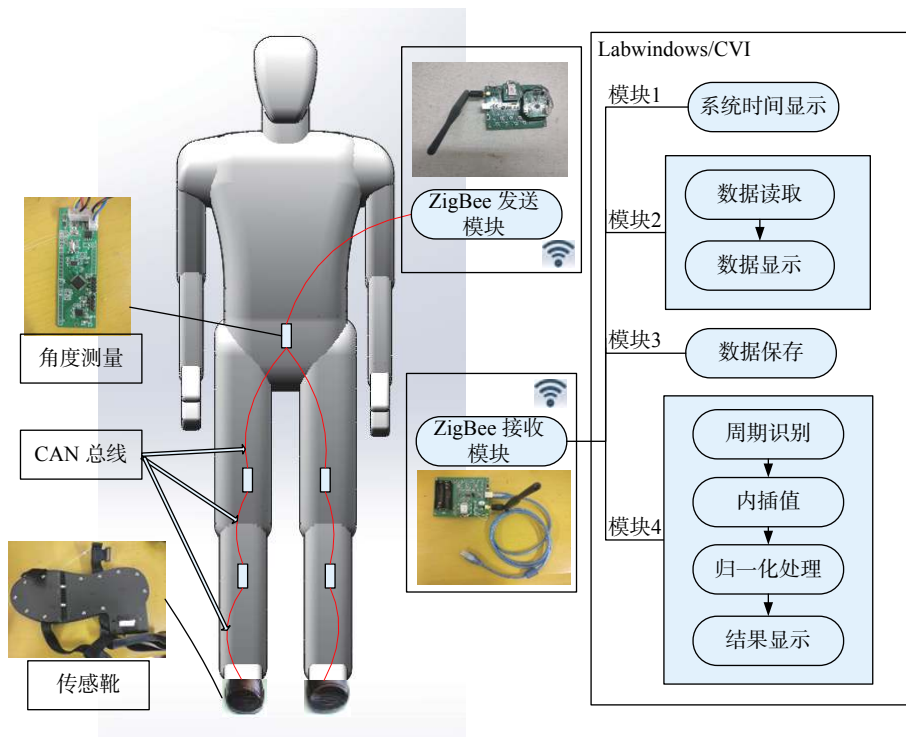 Labwindows/CVI
模块1
系统时间显示
ZigBee 发送
模块
模块2
数据读取
数据显示
角度测量
模块3
数据保存
ZigBee 接收
模块
CAN 总线
模块4
周期识别
内插值
归一化处理
结果显示
传感靴